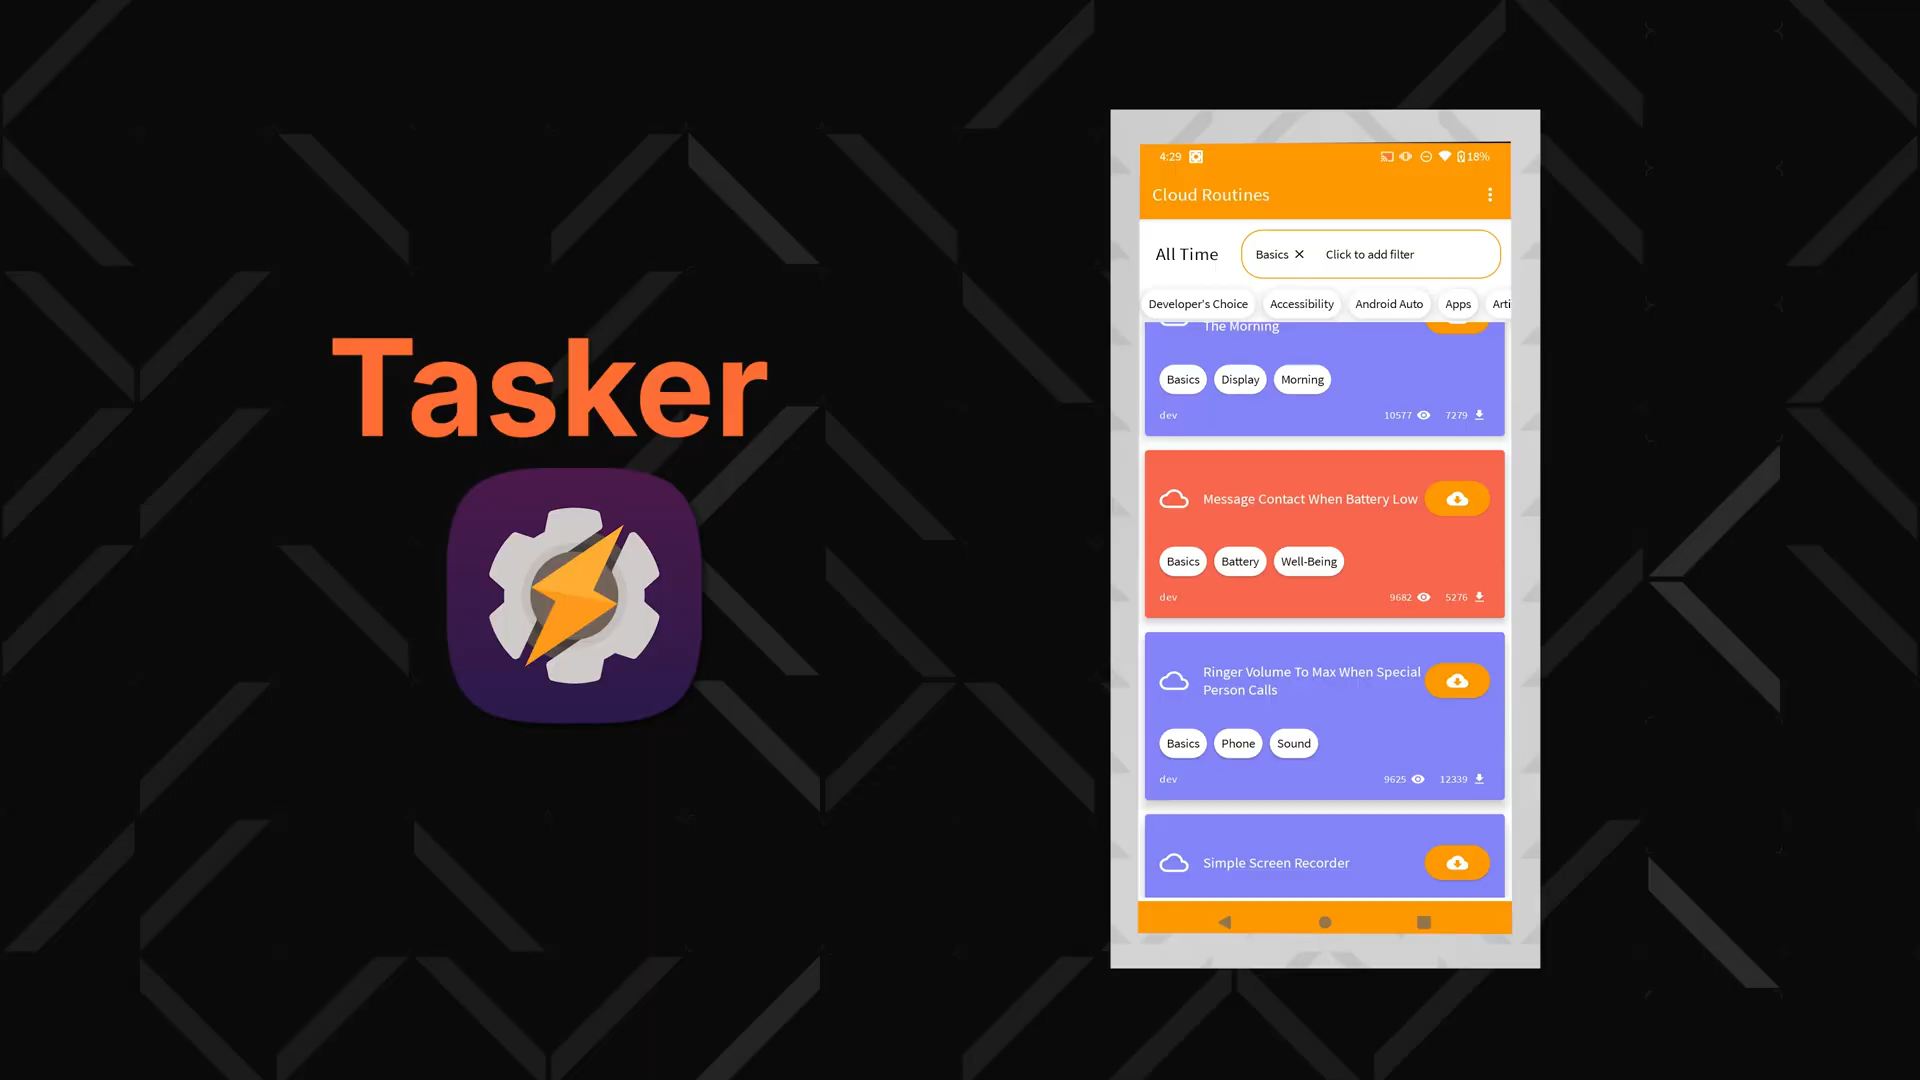 Tasker
4:29 18%
Cloud Routines
All Time Basics Click to add filter
Developer's Choice Accessibility Android Auto Apps Arti
The Morning
Basics Display Morning
dev 10577 7279
Message Contact When Battery Low
Basics Battery Well-Being
dev 9682 5276
Ringer Volume To Max When Special
Person Calls
Basics Phone Sound
dev 9625 12339
Simple Screen Recorder